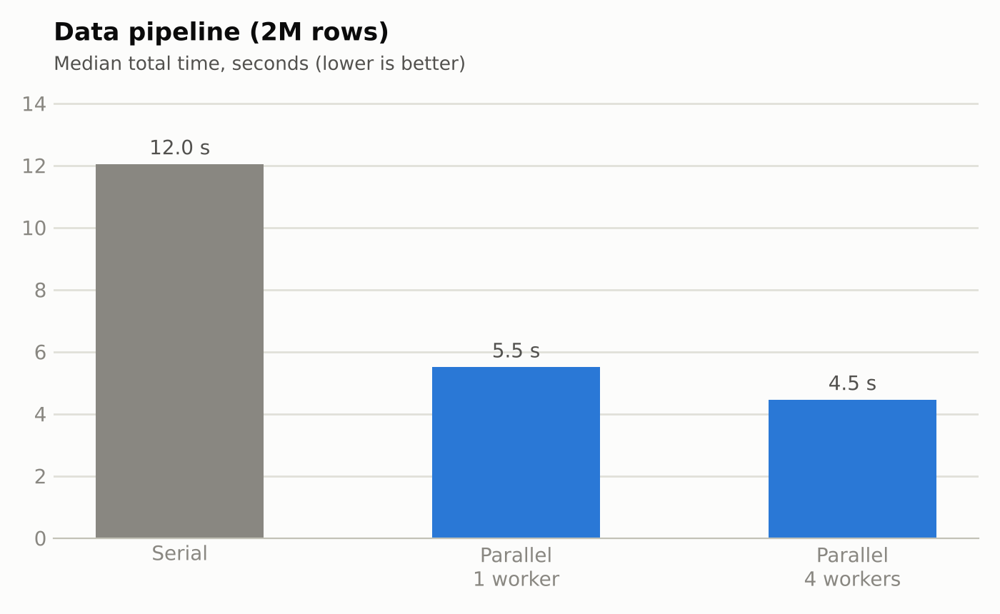 Data pipeline (2M rows)
Median total time, seconds (lower is better)
14
12.0 s
12
10
8
6
5.5 s
4.5 s
4
2
0
Serial
Parallel
1 worker
Parallel
4 workers